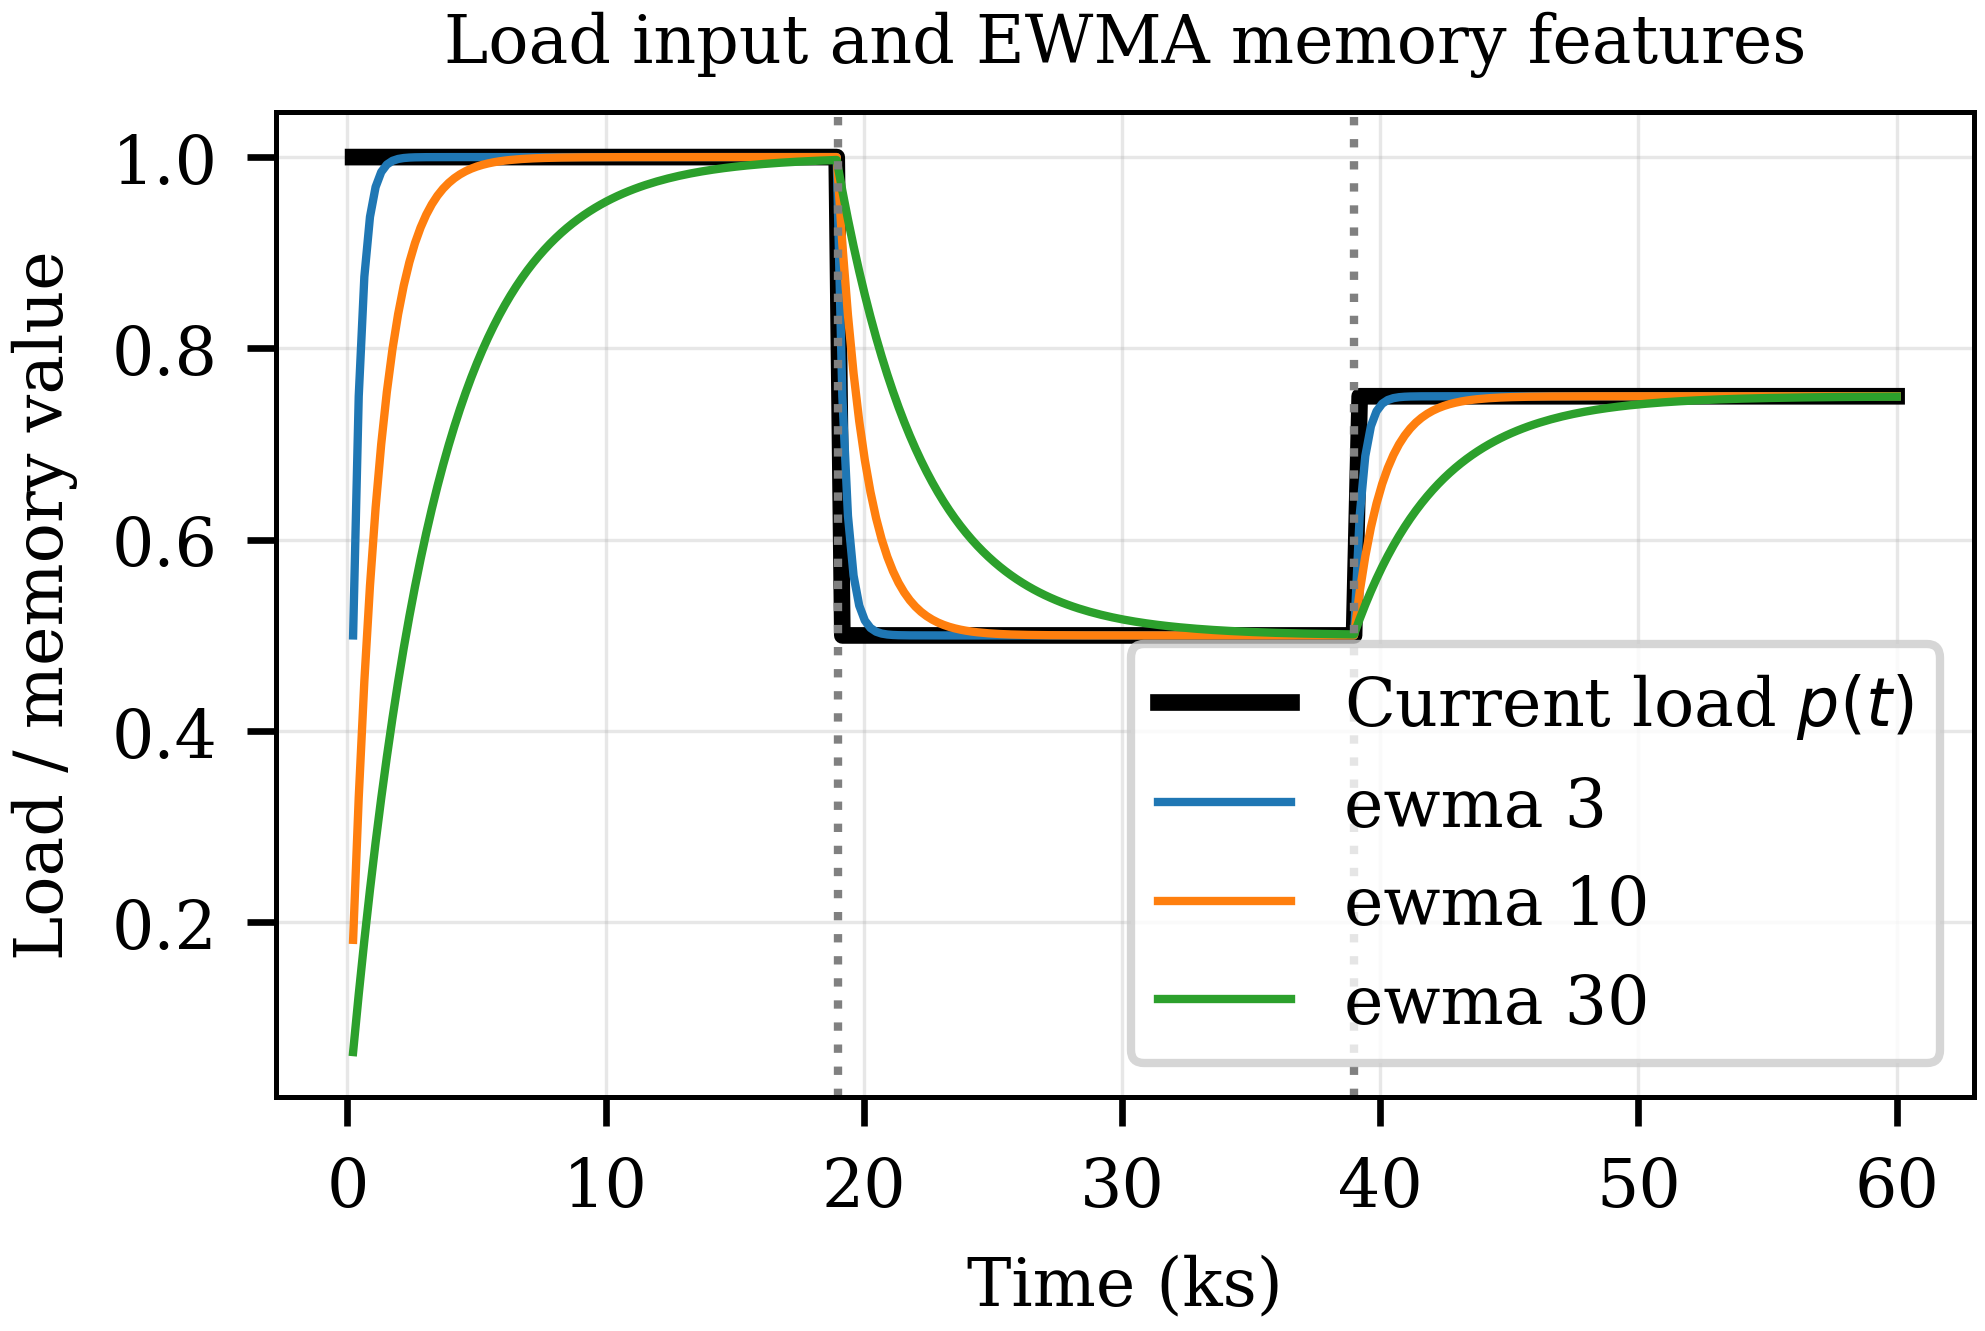 Load input and EWMA memory features
Load / memory value
1.0
0.8
0.6
0.4
0.2
Current load p(t)
ewma 3
ewma 10
ewma 30
0 10 20 30 40 50 60
Time (ks)